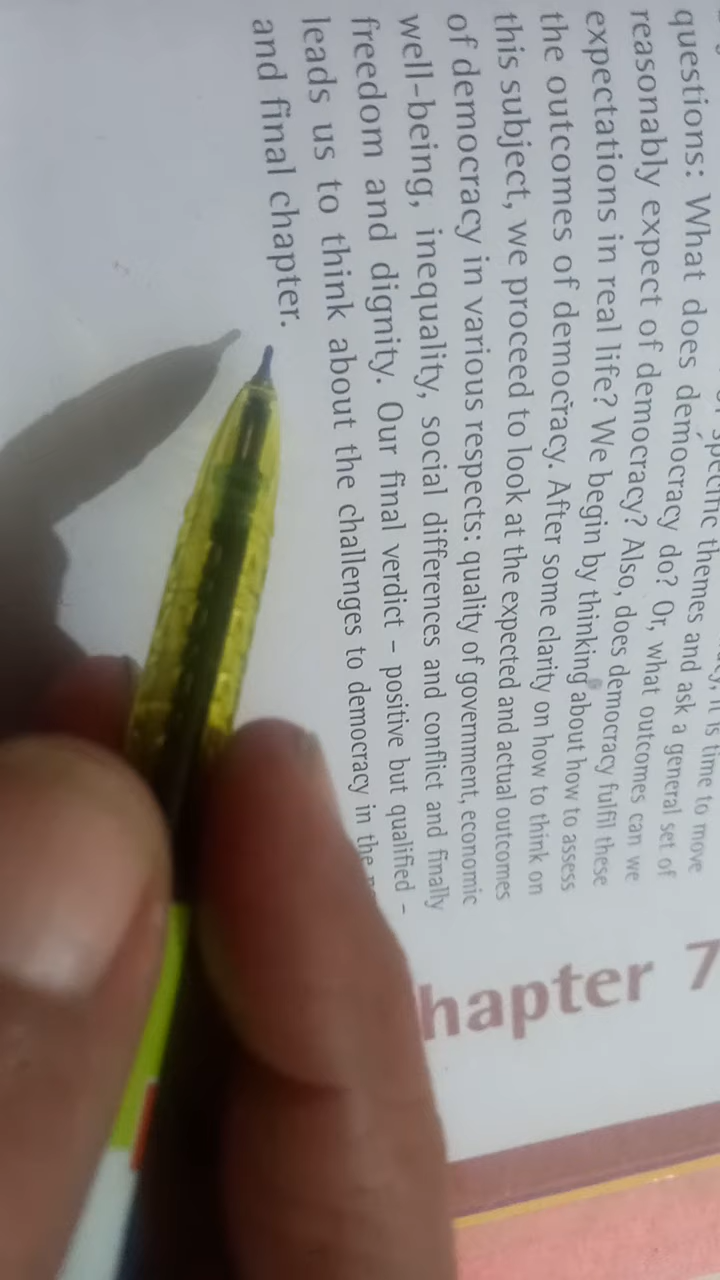 specific themes and ask a general set of
questions: What does democracy do? Or, what outcomes can we
reasonably expect of democracy? Also, does democracy fulfil these
expectations in real life? We begin by thinking about how to assess
the outcomes of democracy. After some clarity on how to think on
this subject, we proceed to look at the expected and actual outcomes
of democracy in various respects: quality of government, economic
well-being, inequality, social differences and conflict and finally
freedom and dignity. Our final verdict – positive but qualified –
leads us to think about the challenges to democracy in the
and final chapter.
it is time to move
hapter 7